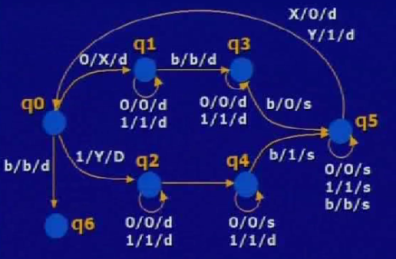 X/0/d
Y/1/d
q1
q3
0/X/d
b/b/d
q0
0/0/d
1/1/d
0/0/d
1/1/d
b/0/s
q5
1/Y/D
q2
q4
b/1/s
b/b/d
0/0/s
1/1/s
b/b/s
q6
0/0/d
1/1/d
0/0/s
1/1/d